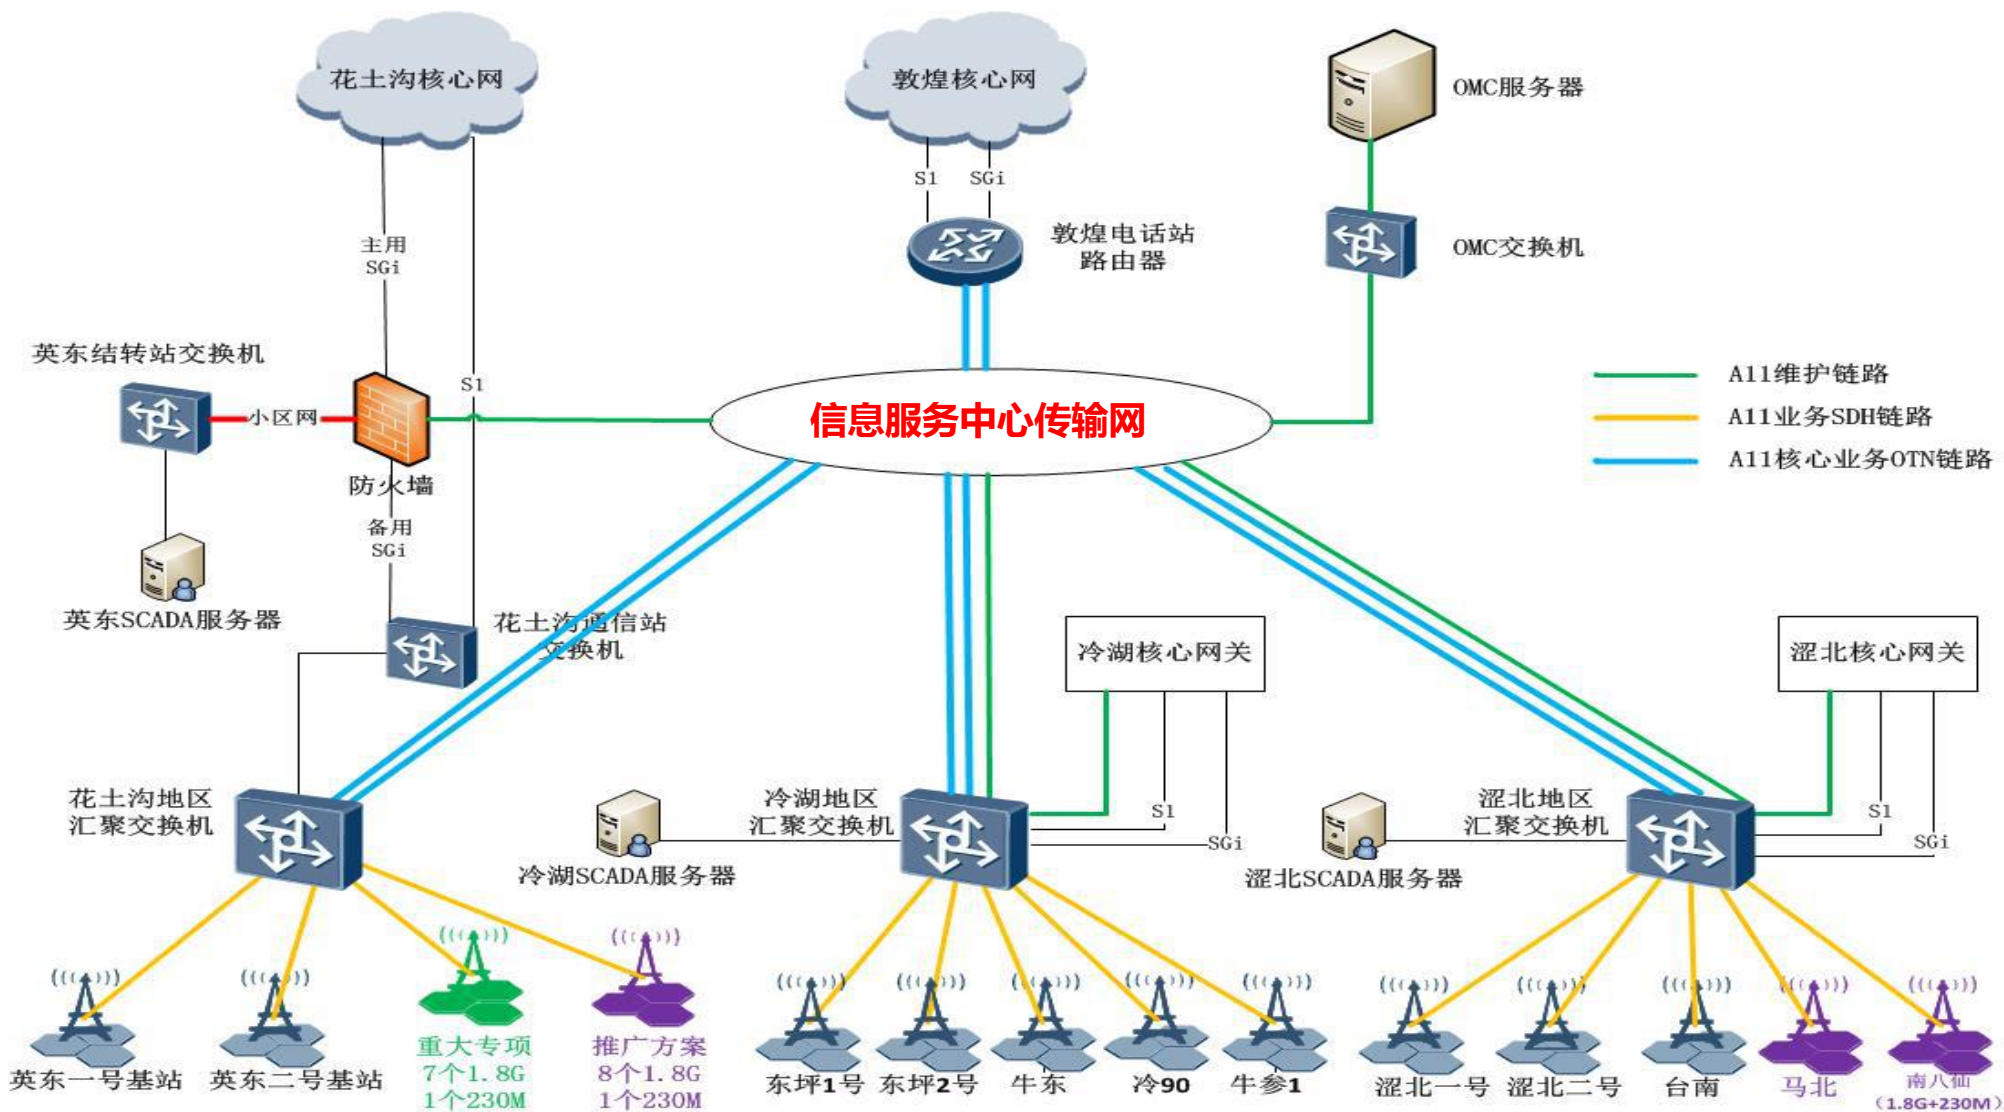 花土沟核心网
敦煌核心网
OMC服务器
S1
SGi
敦煌电话站
路由器
OMC交换机
主用
SGi
英东结转站交换机
S1
小区网
信息服务中心传输网
A11维护链路
A11业务SDH链路
A11核心业务OTN链路
防火墙
备用
SGi
英东SCADA服务器
花土沟通信站
交换机
冷湖核心网关
涩北核心网关
花土沟地区
汇聚交换机
冷湖地区
汇聚交换机
S1
SGi
涩北地区
汇聚交换机
S1
SGi
冷湖SCADA服务器
涩北SCADA服务器
英东一号基站
英东二号基站
重大专项
7个1.8G
1个230M
推广方案
8个1.8G
1个230M
东坪1号
东坪2号
牛东
冷90
牛参1
涩北一号
涩北二号
台南
马北
南八仙
（1.8G+230M）